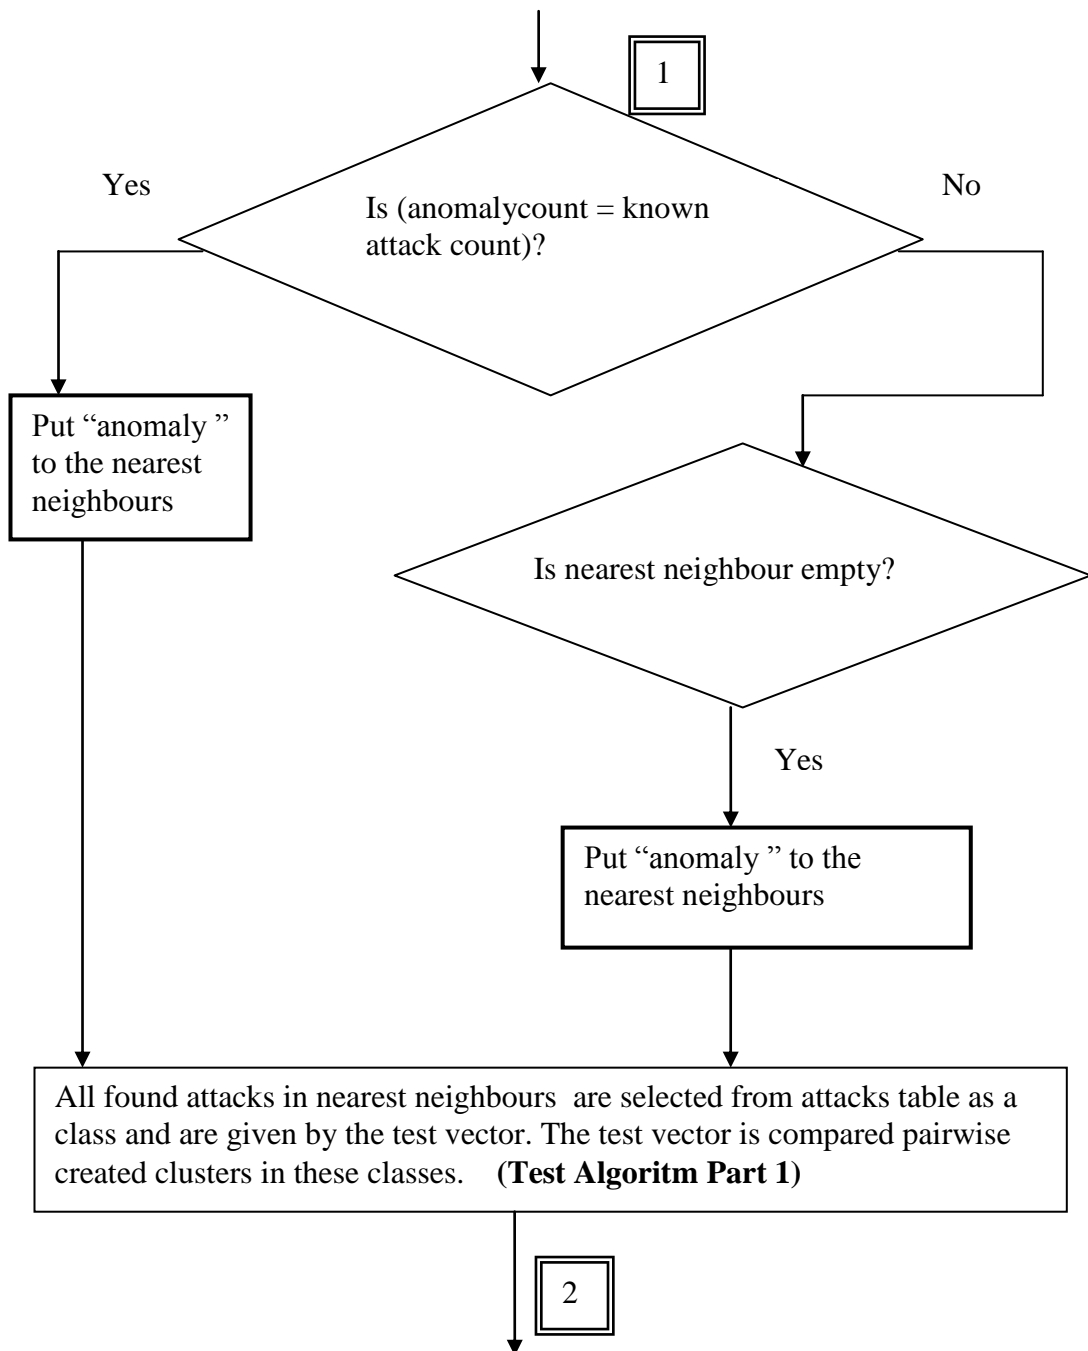 1
Yes
No
Is (anomalycount = known
attack count)?
Put “anomaly ”
to the nearest
neighbours
Is nearest neighbour empty?
Yes
Put “anomaly ” to the
nearest neighbours
All found attacks in nearest neighbours  are selected from attacks table as a
class and are given by the test vector. The test vector is compared pairwise
created clusters in these classes.    (Test Algoritm Part 1)
2